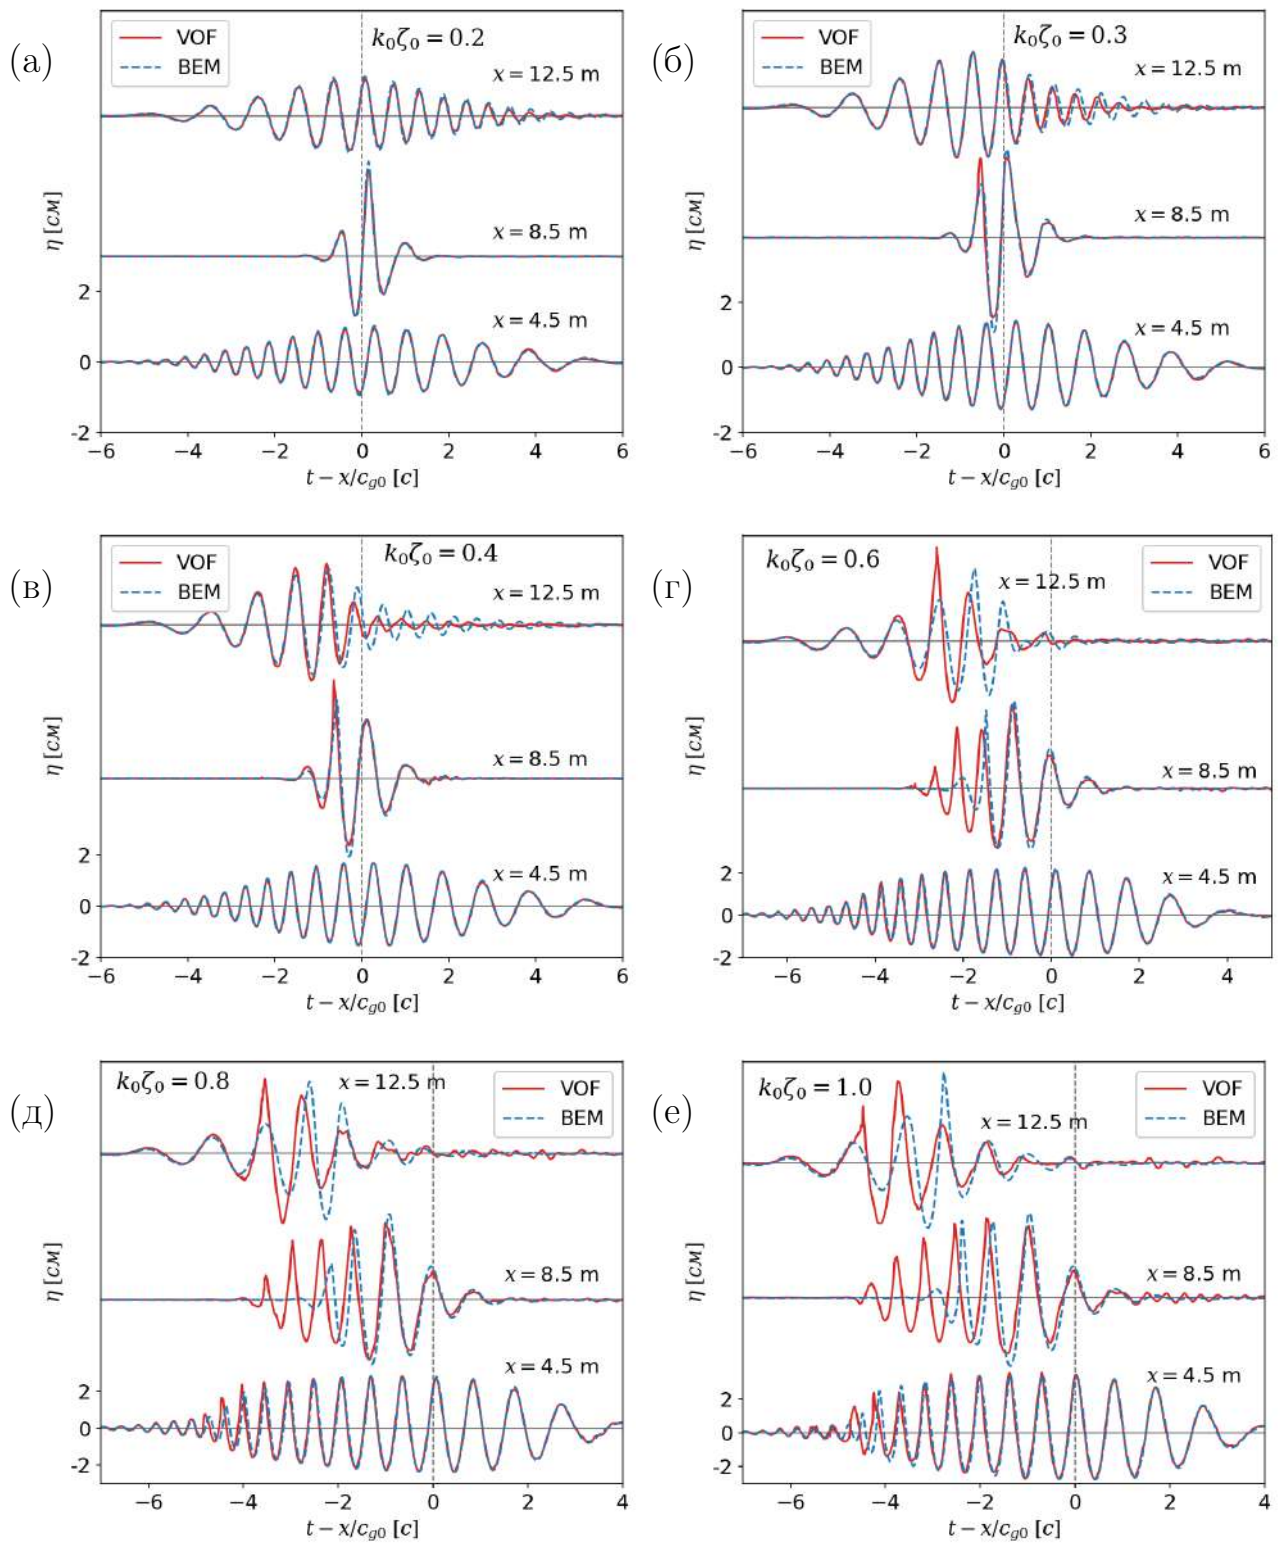 (а)
VOF
BEM
k₀ζ₀ = 0.2
x = 12.5 m
x = 8.5 m
x = 4.5 m
η [см]
2
0
-2
−6 −4 −2 0 2 4 6
t − x/c_g0 [c]
(б)
VOF
BEM
k₀ζ₀ = 0.3
x = 12.5 m
x = 8.5 m
x = 4.5 m
η [см]
2
0
-2
−6 −4 −2 0 2 4 6
t − x/c_g0 [c]
(в)
VOF
BEM
k₀ζ₀ = 0.4
x = 12.5 m
x = 8.5 m
x = 4.5 m
η [см]
2
0
-2
−6 −4 −2 0 2 4 6
t − x/c_g0 [c]
(г)
k₀ζ₀ = 0.6
VOF
BEM
x = 12.5 m
x = 8.5 m
x = 4.5 m
η [см]
2
0
-2
−6 −4 −2 0 2 4
t − x/c_g0 [c]
(д)
k₀ζ₀ = 0.8
x = 12.5 m
VOF
BEM
x = 8.5 m
x = 4.5 m
η [см]
2
0
-2
−6 −4 −2 0 2 4
t − x/c_g0 [c]
(е)
k₀ζ₀ = 1.0
VOF
BEM
x = 12.5 m
x = 8.5 m
x = 4.5 m
η [см]
2
0
-2
−6 −4 −2 0 2 4
t − x/c_g0 [c]